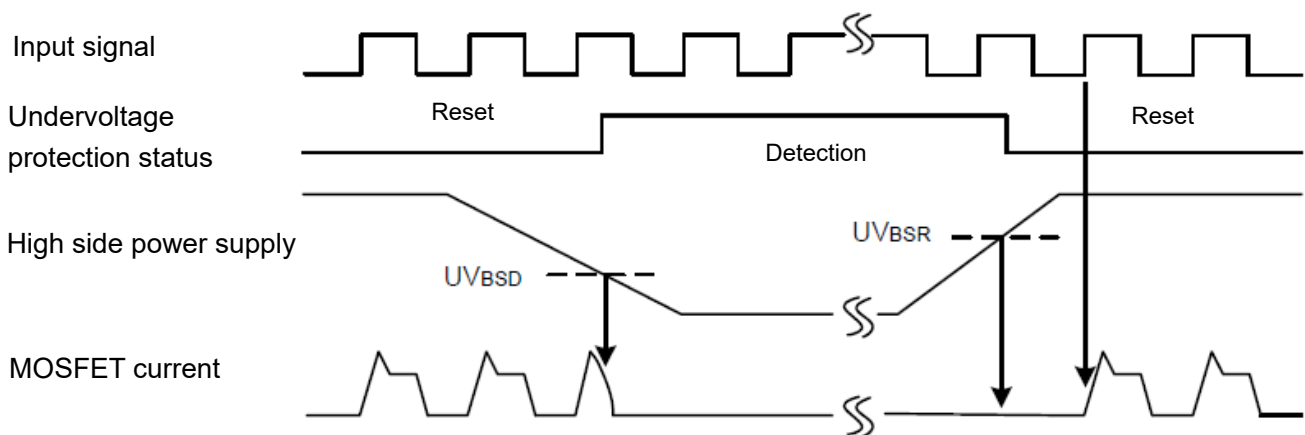 Input signal
Undervoltage
protection status
Reset
Detection
Reset
High side power supply
UVBSD
UVBSR
MOSFET current